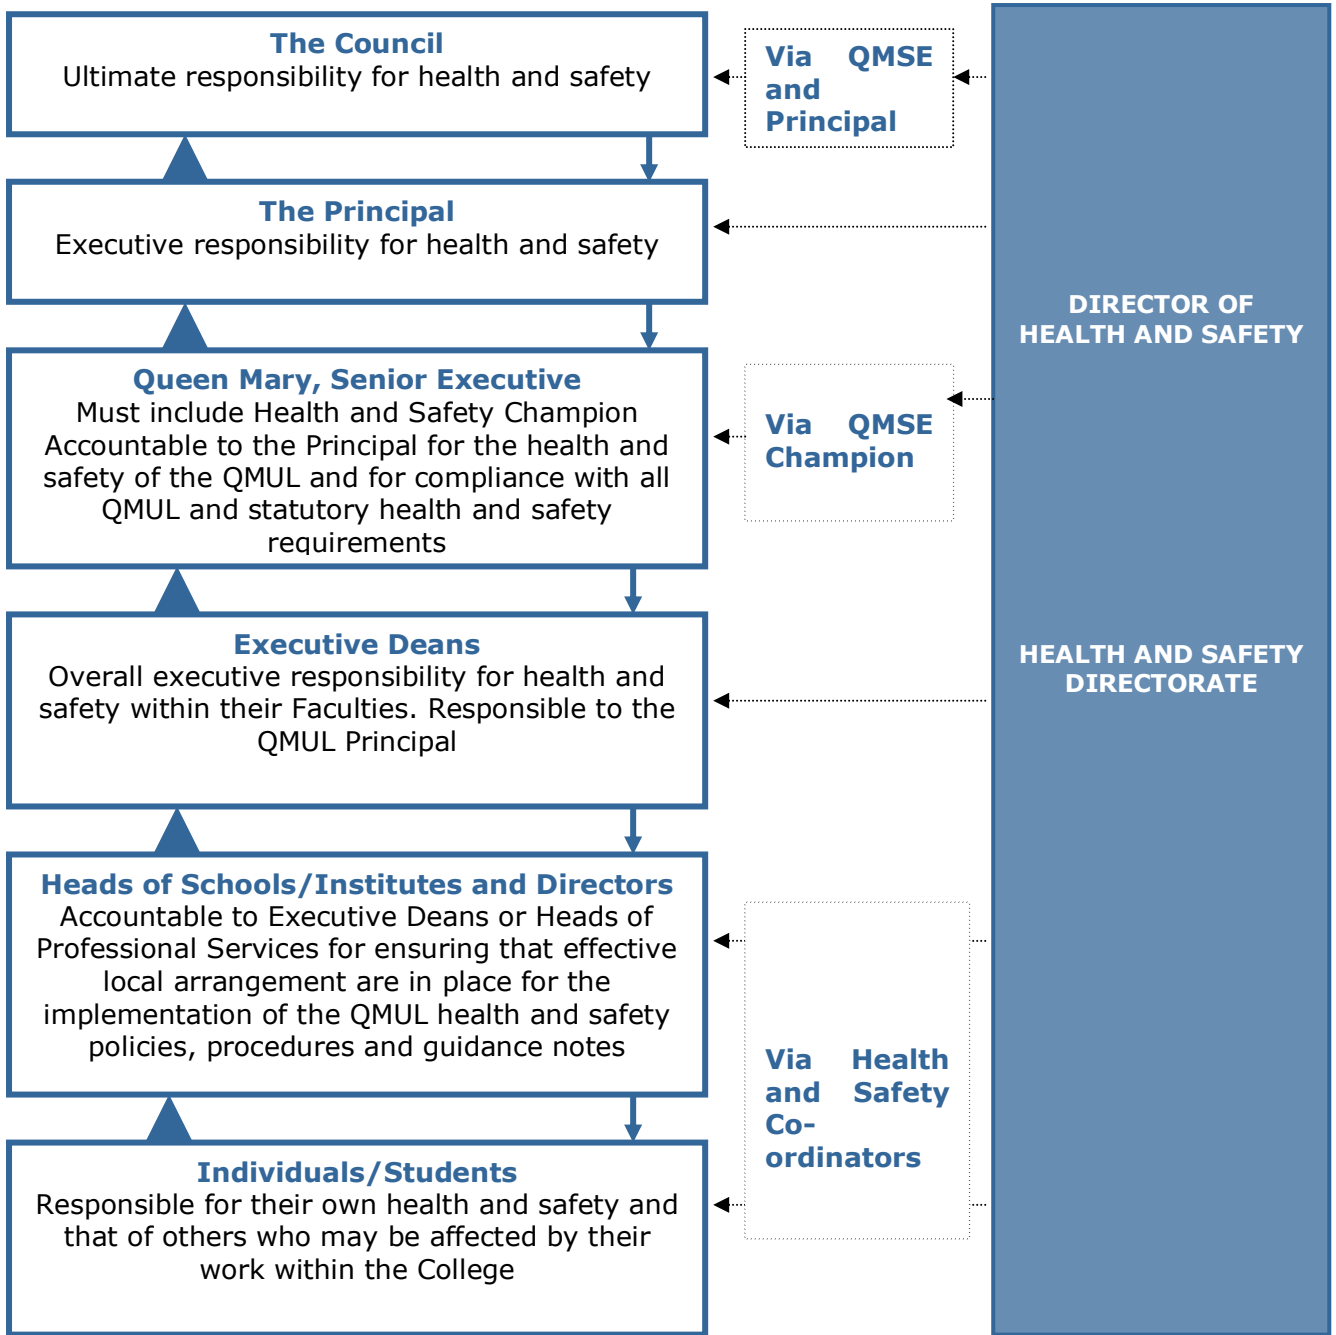 The Council
Ultimate responsibility for health and safety
Via QMSE
and
Principal
The Principal
Executive responsibility for health and safety
DIRECTOR OF
HEALTH AND SAFETY
Queen Mary, Senior Executive
Must include Health and Safety Champion
Accountable to the Principal for the health and
safety of the QMUL and for compliance with all
QMUL and statutory health and safety
requirements
Via QMSE
Champion
Executive Deans
Overall executive responsibility for health and
safety within their Faculties. Responsible to the
QMUL Principal
HEALTH AND SAFETY
DIRECTORATE
Heads of Schools/Institutes and Directors
Accountable to Executive Deans or Heads of
Professional Services for ensuring that effective
local arrangement are in place for the
implementation of the QMUL health and safety
policies, procedures and guidance notes
Via Health
and Safety
Co-
ordinators
Individuals/Students
Responsible for their own health and safety and
that of others who may be affected by their
work within the College